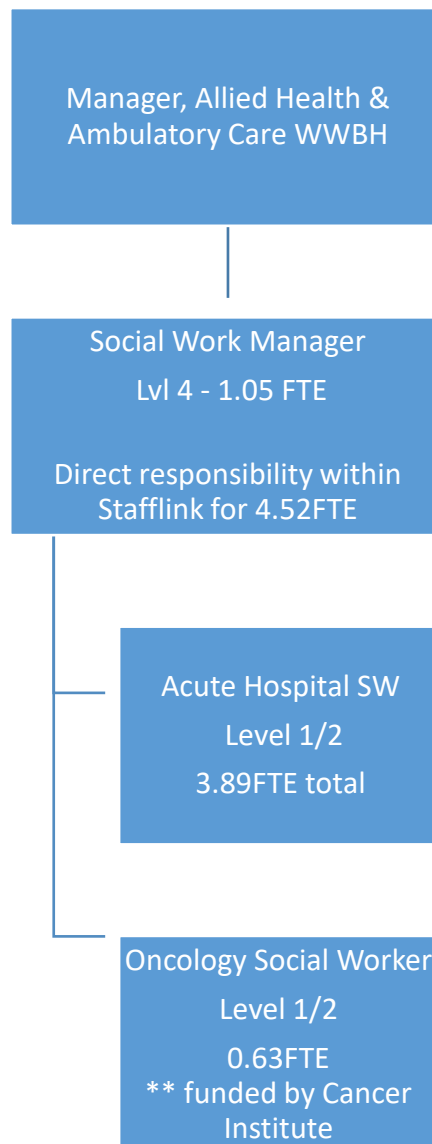 Manager, Allied Health &
Ambulatory Care WWBH
Social Work Manager
Lvl 4 - 1.05 FTE
Direct responsibility within
Stafflink for 4.52FTE
Acute Hospital SW
Level 1/2
3.89FTE total
Oncology Social Worker
Level 1/2
0.63FTE
** funded by Cancer
Institute